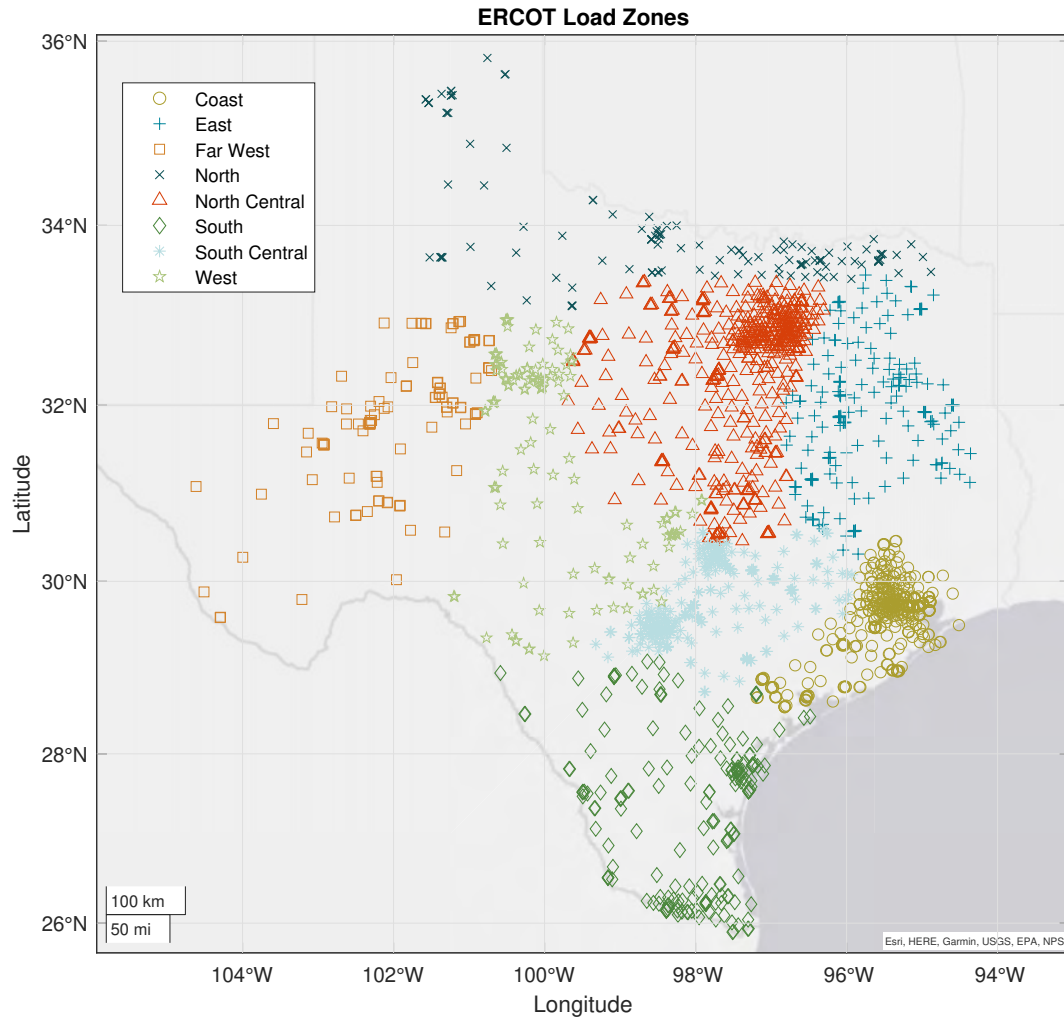 ERCOT Load Zones
36°N
34°N
32°N
30°N
28°N
26°N
Latitude
Coast
East
Far West
North
North Central
South
South Central
West
100 km
50 mi
Esri, HERE, Garmin, USGS, EPA, NPS
104°W
102°W
100°W
98°W
96°W
94°W
Longitude